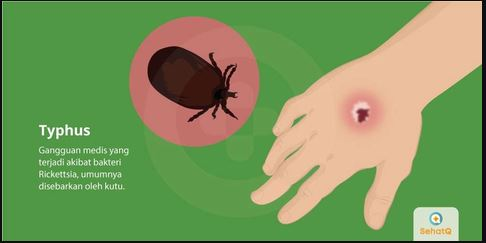 Typhus
Gangguan medis yang
terjadi akibat bakteri
Rickettsia, umumnya
disebarkan oleh kutu.
SehatQ